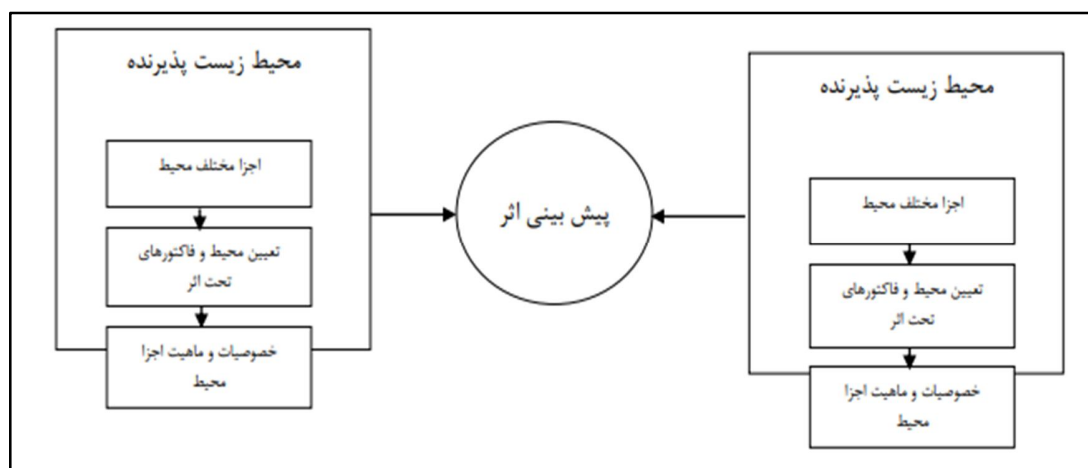 محیط زیست پذیرنده
اجزا مختلف محیط
تعیین محیط و فاکتورهای
تحت اثر
خصوصیات و ماهیت اجزا
محیط
پیش بینی اثر
محیط زیست پذیرنده
اجزا مختلف محیط
تعیین محیط و فاکتورهای
تحت اثر
خصوصیات و ماهیت اجزا
محیط